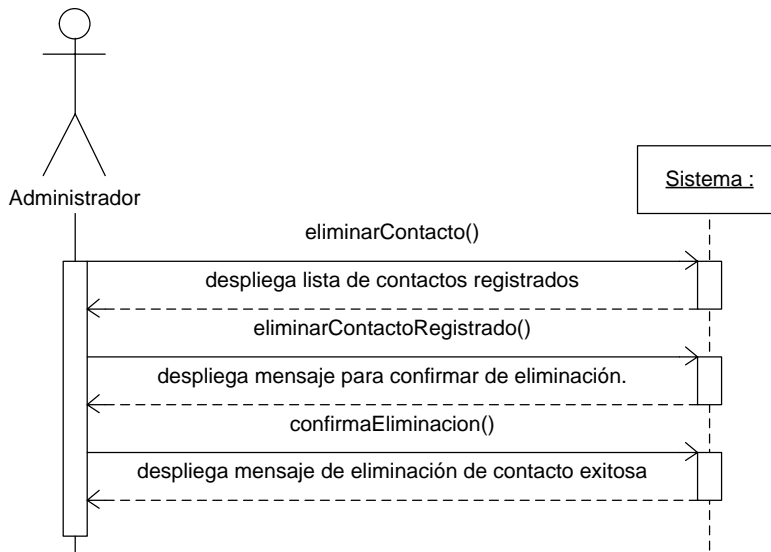 Administrador
Sistema :
eliminarContacto()
despliega lista de contactos registrados
eliminarContactoRegistrado()
despliega mensaje para confirmar de eliminación.
confirmaEliminacion()
despliega mensaje de eliminación de contacto exitosa